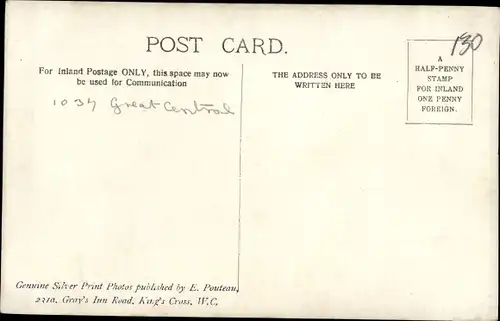 POST CARD.
130
For Inland Postage ONLY, this space may now
be used for Communication
THE ADDRESS ONLY TO BE
WRITTEN HERE
A
HALF-PENNY
STAMP
FOR INLAND
ONE PENNY
FOREIGN.
1037 Great Central
Genuine Silver Print Photos published by E. Pouteau,
231a, Gray's Inn Road, King's Cross, W.C.